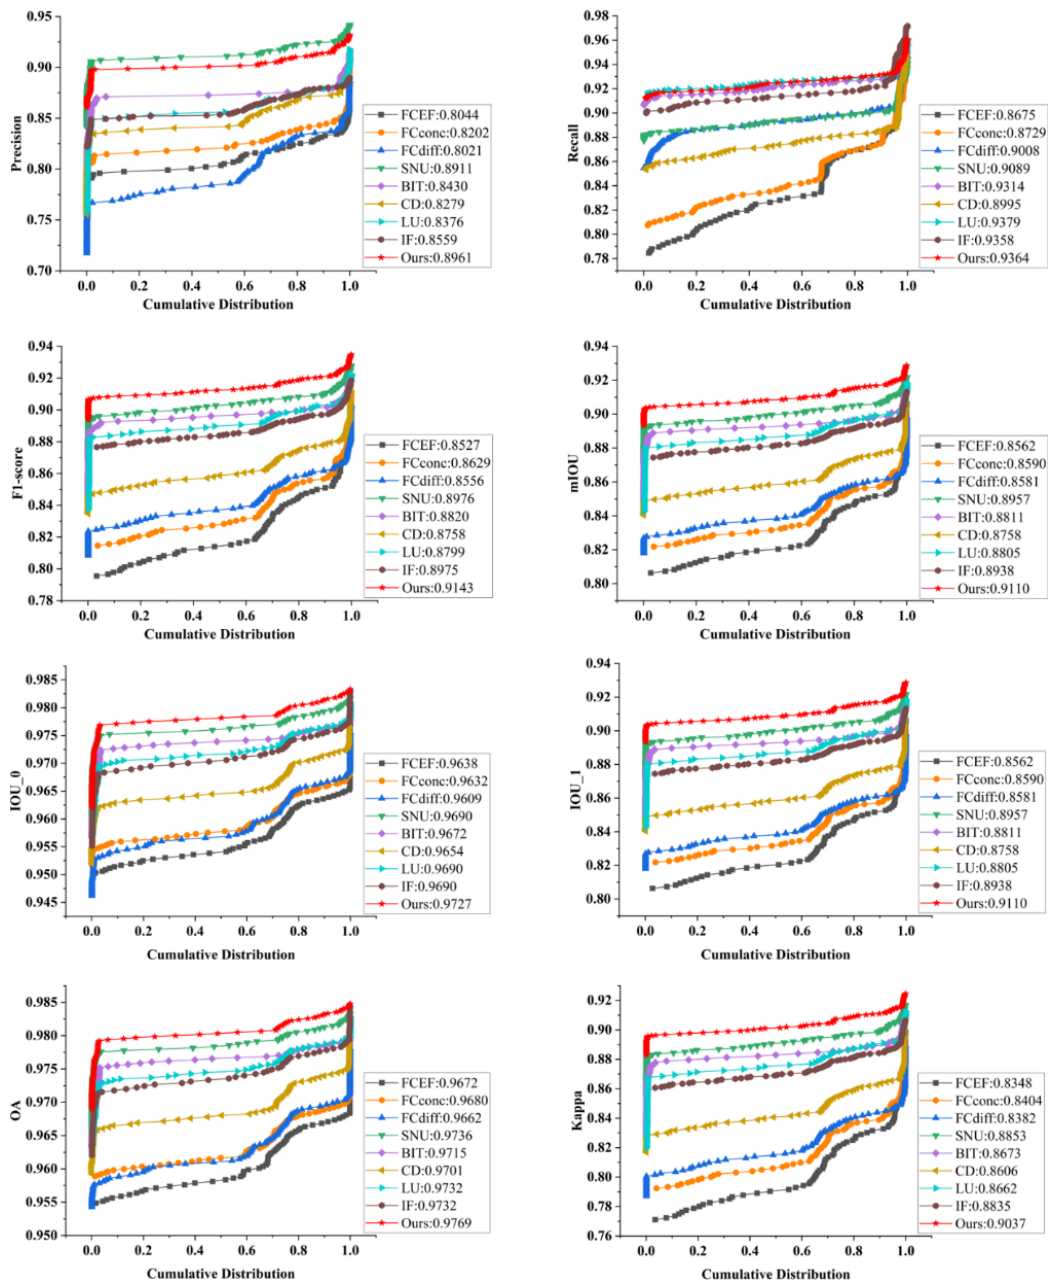 0.95
0.90
0.85
0.80
0.75
0.70
Precision
0.0 0.2 0.4 0.6 0.8 1.0
Cumulative Distribution
FCEF:0.8044
FCconc:0.8202
FCdiff:0.8021
SNU:0.8911
BIT:0.8430
CD:0.8279
LU:0.8376
IF:0.8559
Ours:0.8961
0.98
0.96
0.94
0.92
0.90
0.88
0.86
0.84
0.82
0.80
0.78
Recall
0.0 0.2 0.4 0.6 0.8 1.0
Cumulative Distribution
FCEF:0.8675
FCconc:0.8729
FCdiff:0.9008
SNU:0.9089
BIT:0.9314
CD:0.8995
LU:0.9379
IF:0.9358
Ours:0.9364
0.94
0.92
0.90
0.88
0.86
0.84
0.82
0.80
0.78
F1-score
0.0 0.2 0.4 0.6 0.8 1.0
Cumulative Distribution
FCEF:0.8527
FCconc:0.8629
FCdiff:0.8556
SNU:0.8976
BIT:0.8820
CD:0.8758
LU:0.8799
IF:0.8975
Ours:0.9143
0.94
0.92
0.90
0.88
0.86
0.84
0.82
0.80
mIOU
0.0 0.2 0.4 0.6 0.8 1.0
Cumulative Distribution
FCEF:0.8562
FCconc:0.8590
FCdiff:0.8581
SNU:0.8957
BIT:0.8811
CD:0.8758
LU:0.8805
IF:0.8938
Ours:0.9110
0.985
0.980
0.975
0.970
0.965
0.960
0.955
0.950
0.945
IOU_0
0.0 0.2 0.4 0.6 0.8 1.0
Cumulative Distribution
FCEF:0.9638
FCconc:0.9632
FCdiff:0.9609
SNU:0.9690
BIT:0.9672
CD:0.9654
LU:0.9690
IF:0.9690
Ours:0.9727
0.94
0.92
0.90
0.88
0.86
0.84
0.82
0.80
IOU_1
0.0 0.2 0.4 0.6 0.8 1.0
Cumulative Distribution
FCEF:0.8562
FCconc:0.8590
FCdiff:0.8581
SNU:0.8957
BIT:0.8811
CD:0.8758
LU:0.8805
IF:0.8938
Ours:0.9110
0.985
0.980
0.975
0.970
0.965
0.960
0.955
0.950
OA
0.0 0.2 0.4 0.6 0.8 1.0
Cumulative Distribution
FCEF:0.9672
FCconc:0.9680
FCdiff:0.9662
SNU:0.9736
BIT:0.9715
CD:0.9701
LU:0.9732
IF:0.9732
Ours:0.9769
0.92
0.90
0.88
0.86
0.84
0.82
0.80
0.78
0.76
Kappa
0.0 0.2 0.4 0.6 0.8 1.0
Cumulative Distribution
FCEF:0.8348
FCconc:0.8404
FCdiff:0.8382
SNU:0.8853
BIT:0.8673
CD:0.8606
LU:0.8662
IF:0.8835
Ours:0.9037